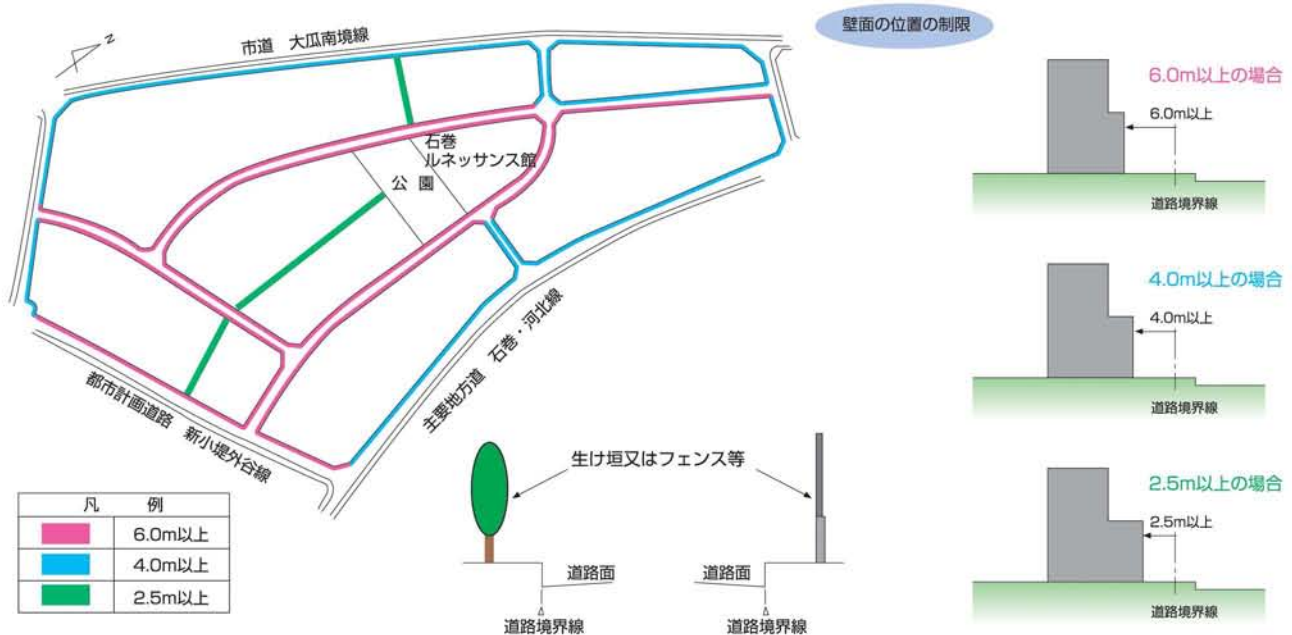 壁面の位置の制限
N
市道 大瓜南境線
石巻
ルネッサンス館
公園
主要地方道 石巻・河北線
都市計画道路 新小堤外谷線
凡例
6.0m以上
4.0m以上
2.5m以上
生け垣又はフェンス等
道路面
道路境界線
道路面
道路境界線
6.0m以上の場合
6.0m以上
道路境界線
4.0m以上の場合
4.0m以上
道路境界線
2.5m以上の場合
2.5m以上
道路境界線